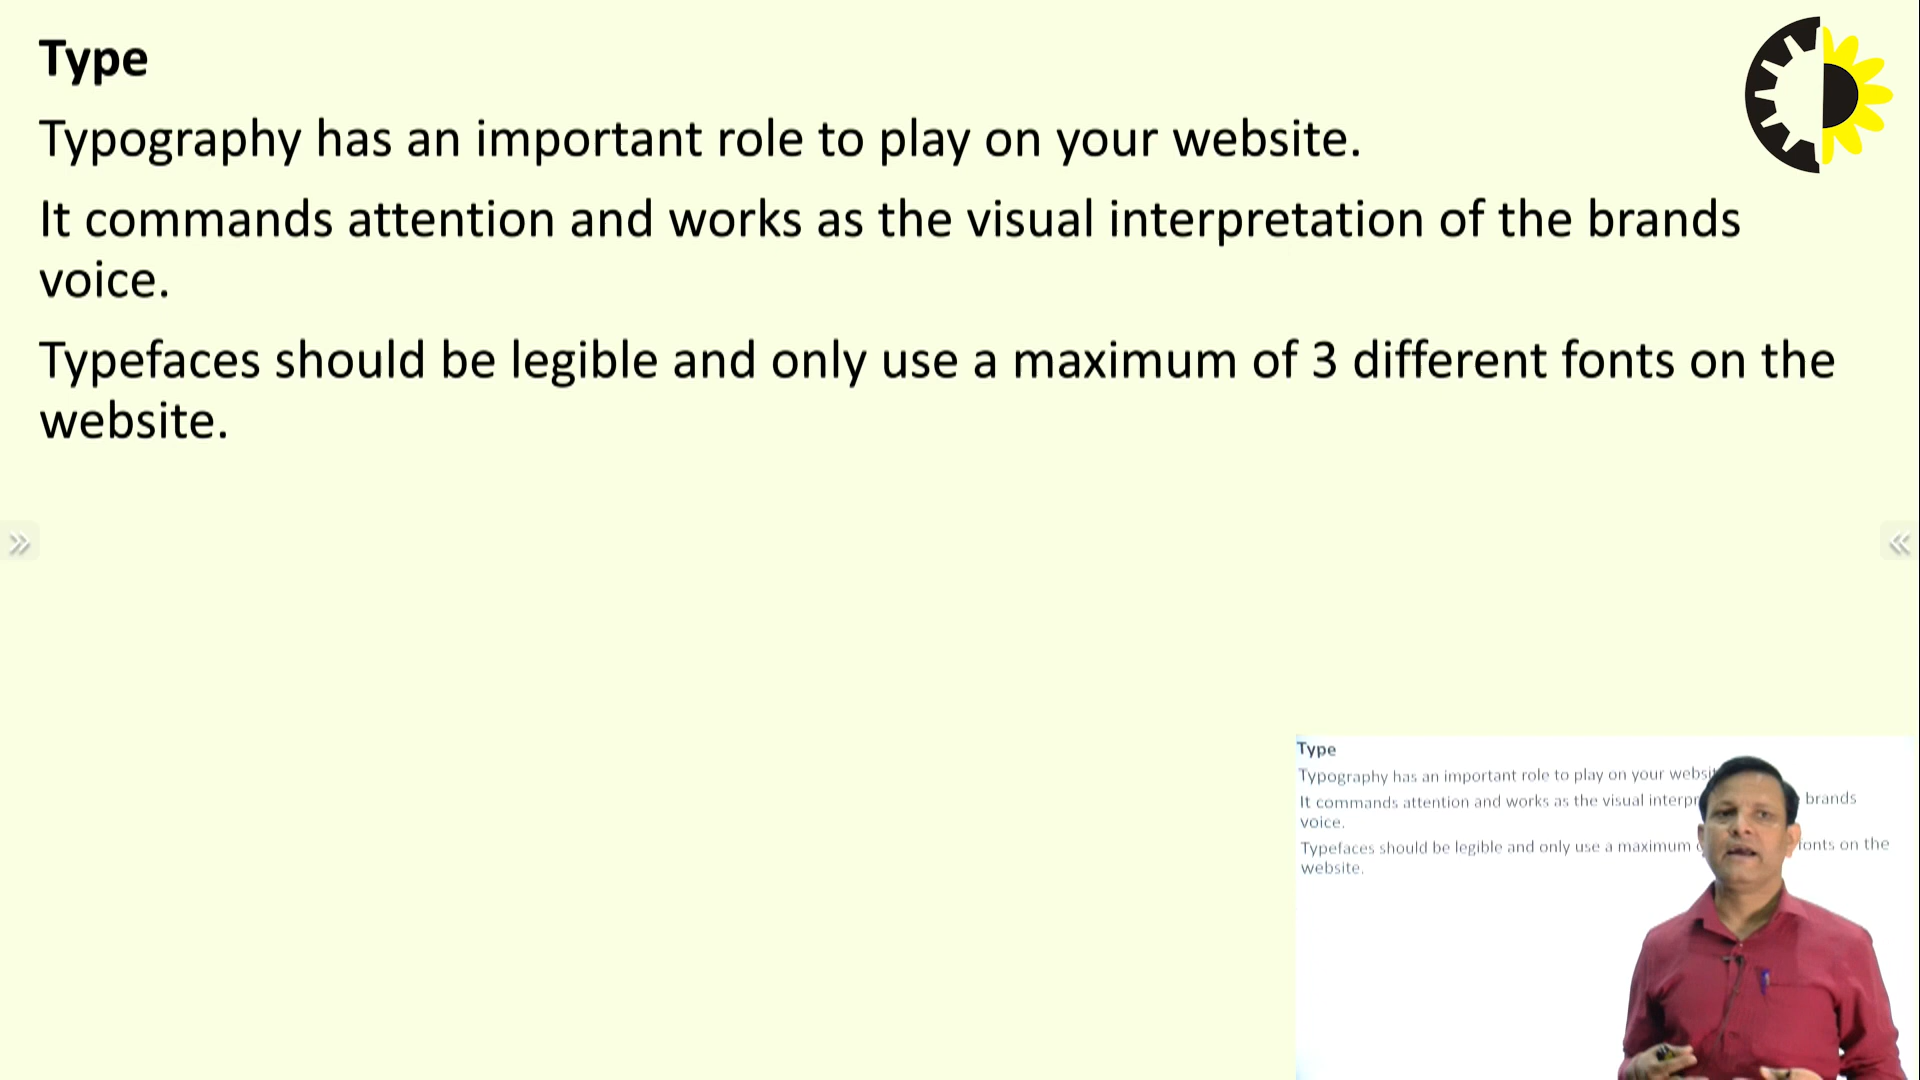 Type
Typography has an important role to play on your website.
It commands attention and works as the visual interpretation of the brands
voice.
Typefaces should be legible and only use a maximum of 3 different fonts on the
website.
Type
Typography has an important role to play on your
It commands attention and works as the visual brands
voice.
Typefaces should be legible and only use a maximum fonts on the
website.